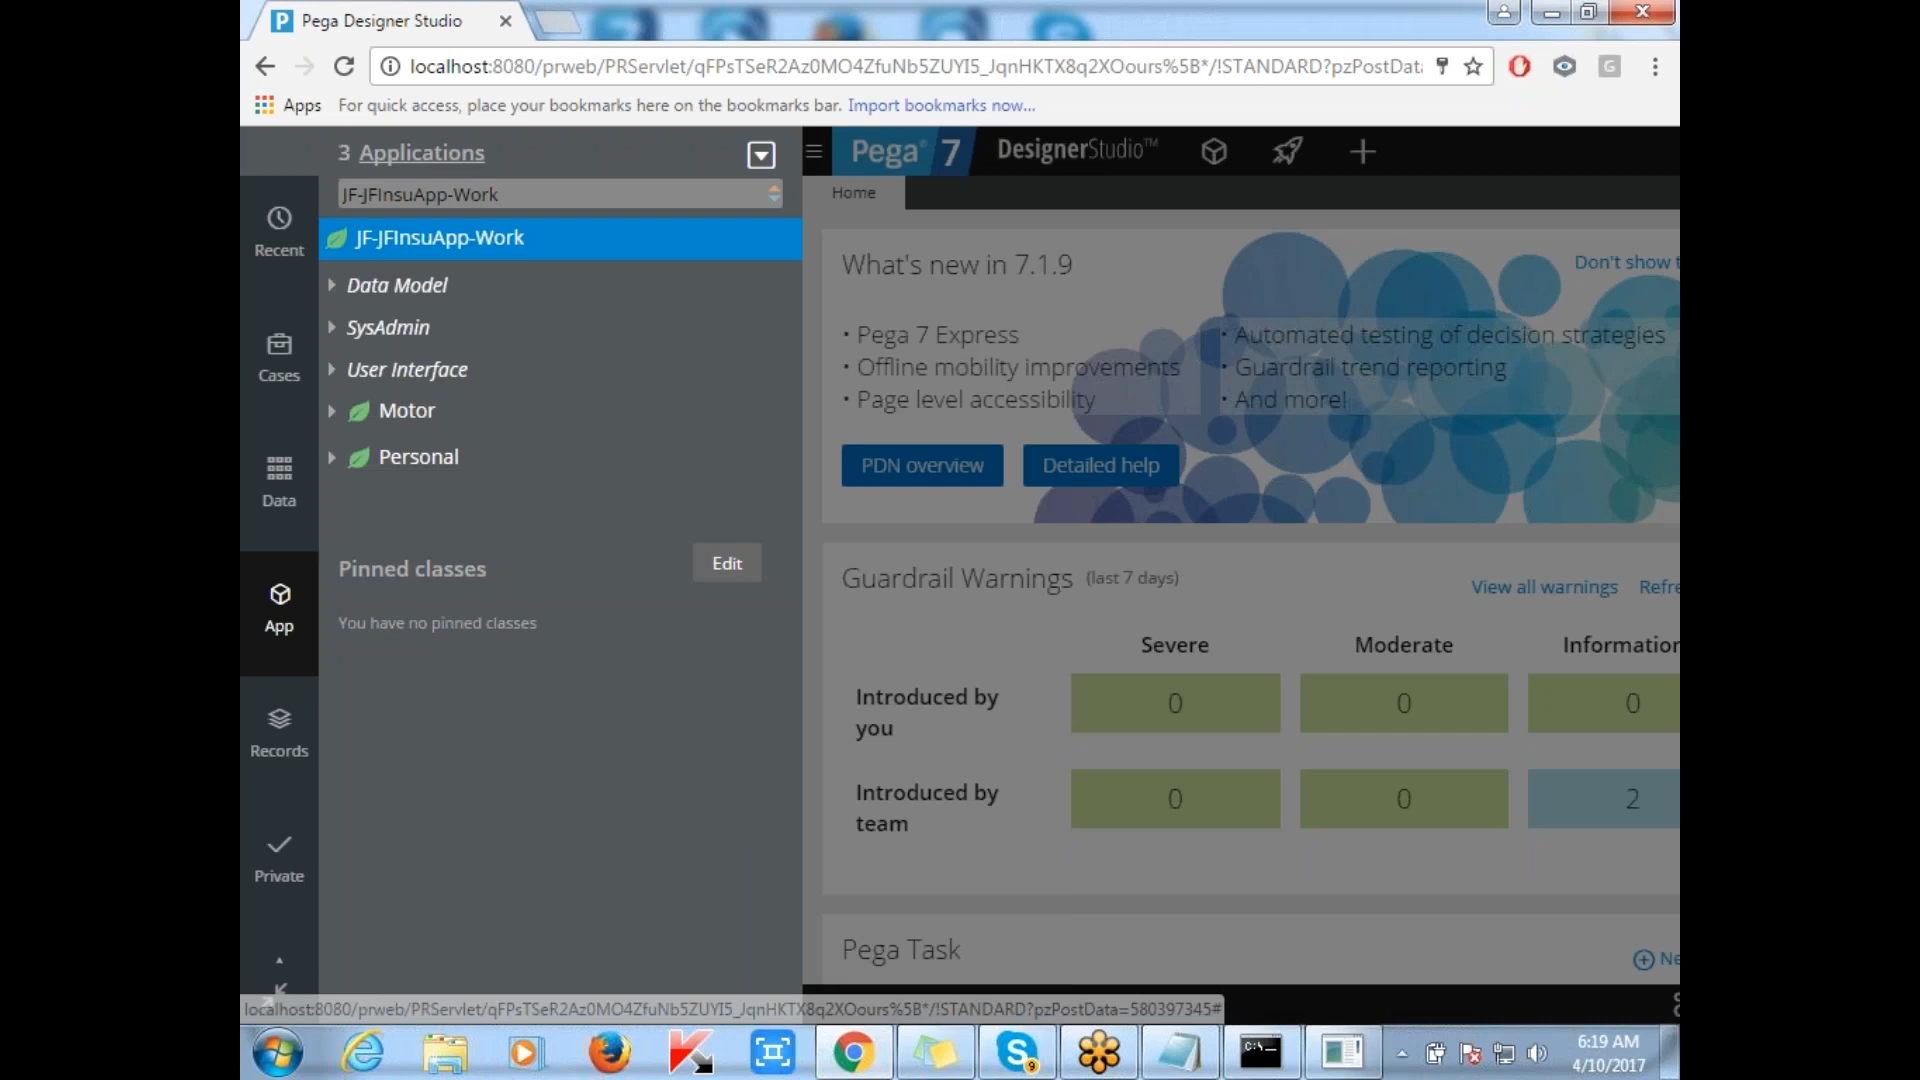 Pega Designer Studio
localhost:8080/prweb/PRServlet/qFPsTSeR2Az0MO4ZfuNb5ZUYI5_JqnHKTX8q2XOours%5B*/!STANDARD?pzPostData
Apps For quick access, place your bookmarks here on the bookmarks bar. Import bookmarks now...
3 Applications
JF-JFInsuApp-Work
JF-JFInsuApp-Work
Data Model
SysAdmin
User Interface
Motor
Personal
Pinned classes
Edit
You have no pinned classes
Recent
Cases
Data
App
Records
Private
Pega 7 DesignerStudio™
Home
What's new in 7.1.9
Don't show t
• Pega 7 Express
• Offline mobility improvements
• Page level accessibility
• Automated testing of decision strategies
• Guardrail trend reporting
• And more!
PDN overview
Detailed help
Guardrail Warnings (last 7 days)
View all warnings Refre
Severe Moderate Information
Introduced by you 0 0 0
Introduced by team 0 0 2
Pega Task
Ne
localhost:8080/prweb/PRServlet/qFPsTSeR2Az0MO4ZfuNb5ZUYI5_JqnHKTX8q2XOours%5B*/!STANDARD?pzPostData=580397345#
6:19 AM
4/10/2017